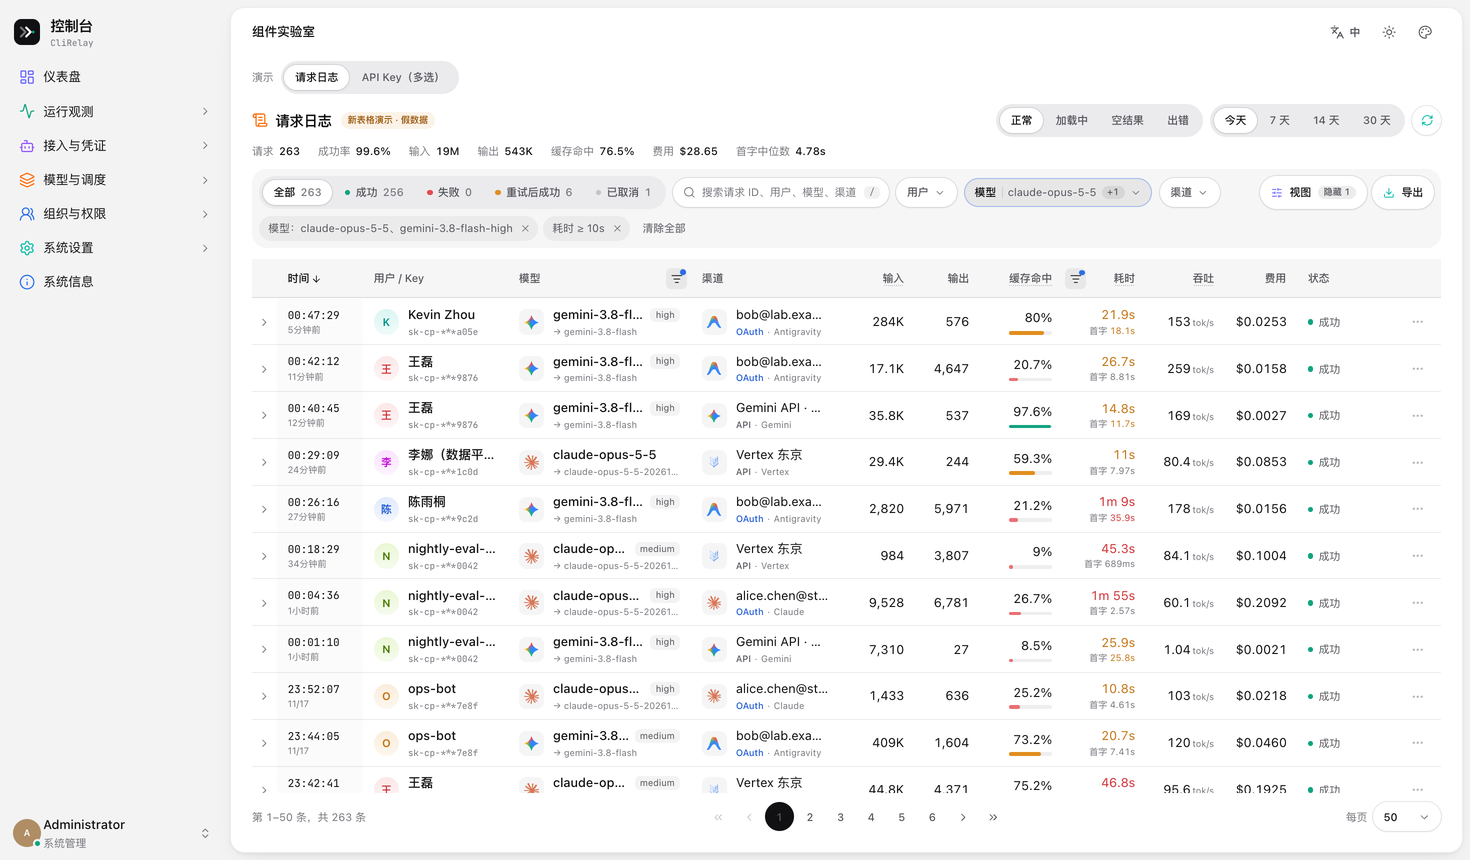 控制台
CliRelay
仪表盘
运行观测
接入与凭证
模型与调度
组织与权限
系统设置
系统信息
A
Administrator
系统管理
组件实验室
中
演示 请求日志 API Key（多选）
请求日志 新表格演示 · 假数据
正常 加载中 空结果 出错 今天 7 天 14 天 30 天
请求 263 成功率 99.6% 输入 19M 输出 543K 缓存命中 76.5% 费用 $28.65 首字中位数 4.78s
全部 263 成功 256 失败 0 重试后成功 6 已取消 1 搜索请求 ID、用户、模型、渠道 / 用户 模型 claude-opus-5-5 +1 渠道 视图 隐藏 1 导出
模型: claude-opus-5-5、gemini-3.8-flash-high × 耗时 ≥ 10s × 清除全部
时间↓ 用户 / Key 模型 渠道 输入 输出 缓存命中 耗时 吞吐 费用 状态
00:47:29 K Kevin Zhou gemini-3.8-fl... high bob@lab.exa... 284K 576 80% 21.9s 153 tok/s $0.0253 成功
5分钟前 sk-cp-***a05e → gemini-3.8-flash OAuth · Antigravity 首字 18.1s
00:42:12 王 王磊 gemini-3.8-fl... high bob@lab.exa... 17.1K 4,647 20.7% 26.7s 259 tok/s $0.0158 成功
11分钟前 sk-cp-***9876 → gemini-3.8-flash OAuth · Antigravity 首字 8.81s
00:40:45 王 王磊 gemini-3.8-fl... high Gemini API · ... 35.8K 537 97.6% 14.8s 169 tok/s $0.0027 成功
12分钟前 sk-cp-***9876 → gemini-3.8-flash API · Gemini 首字 11.7s
00:29:09 李 李娜（数据平... claude-opus-5-5 Vertex 东京 29.4K 244 59.3% 11s 80.4 tok/s $0.0853 成功
24分钟前 sk-cp-***1c0d → claude-opus-5-5-20261... API · Vertex 首字 7.97s
00:26:16 陈 陈雨桐 gemini-3.8-fl... high bob@lab.exa... 2,820 5,971 21.2% 1m 9s 178 tok/s $0.0156 成功
27分钟前 sk-cp-***9c2d → gemini-3.8-flash OAuth · Antigravity 首字 35.9s
00:18:29 N nightly-eval-... claude-op... medium Vertex 东京 984 3,807 9% 45.3s 84.1 tok/s $0.1004 成功
34分钟前 sk-cp-***0042 → claude-opus-5-5-20261... API · Vertex 首字 689ms
00:04:36 N nightly-eval-... claude-opus... high alice.chen@st... 9,528 6,781 26.7% 1m 55s 60.1 tok/s $0.2092 成功
1小时前 sk-cp-***0042 → claude-opus-5-5-20261... OAuth · Claude 首字 2.57s
00:01:10 N nightly-eval-... gemini-3.8-fl... high Gemini API · ... 7,310 27 8.5% 25.9s 1.04 tok/s $0.0021 成功
1小时前 sk-cp-***0042 → gemini-3.8-flash API · Gemini 首字 25.8s
23:52:07 O ops-bot claude-opus... high alice.chen@st... 1,433 636 25.2% 10.8s 103 tok/s $0.0218 成功
11/17 sk-cp-***7e8f → claude-opus-5-5-20261... OAuth · Claude 首字 4.61s
23:44:05 O ops-bot gemini-3.8... medium bob@lab.exa... 409K 1,604 73.2% 20.7s 120 tok/s $0.0460 成功
11/17 sk-cp-***7e8f → gemini-3.8-flash OAuth · Antigravity 首字 7.41s
23:42:41 王 王磊 claude-op... medium Vertex 东京 44.8K 4,371 75.2% 46.8s 95.6 tok/s $0.1925 成功
第 1–50 条，共 263 条 « ‹ 1 2 3 4 5 6 › » 每页 50